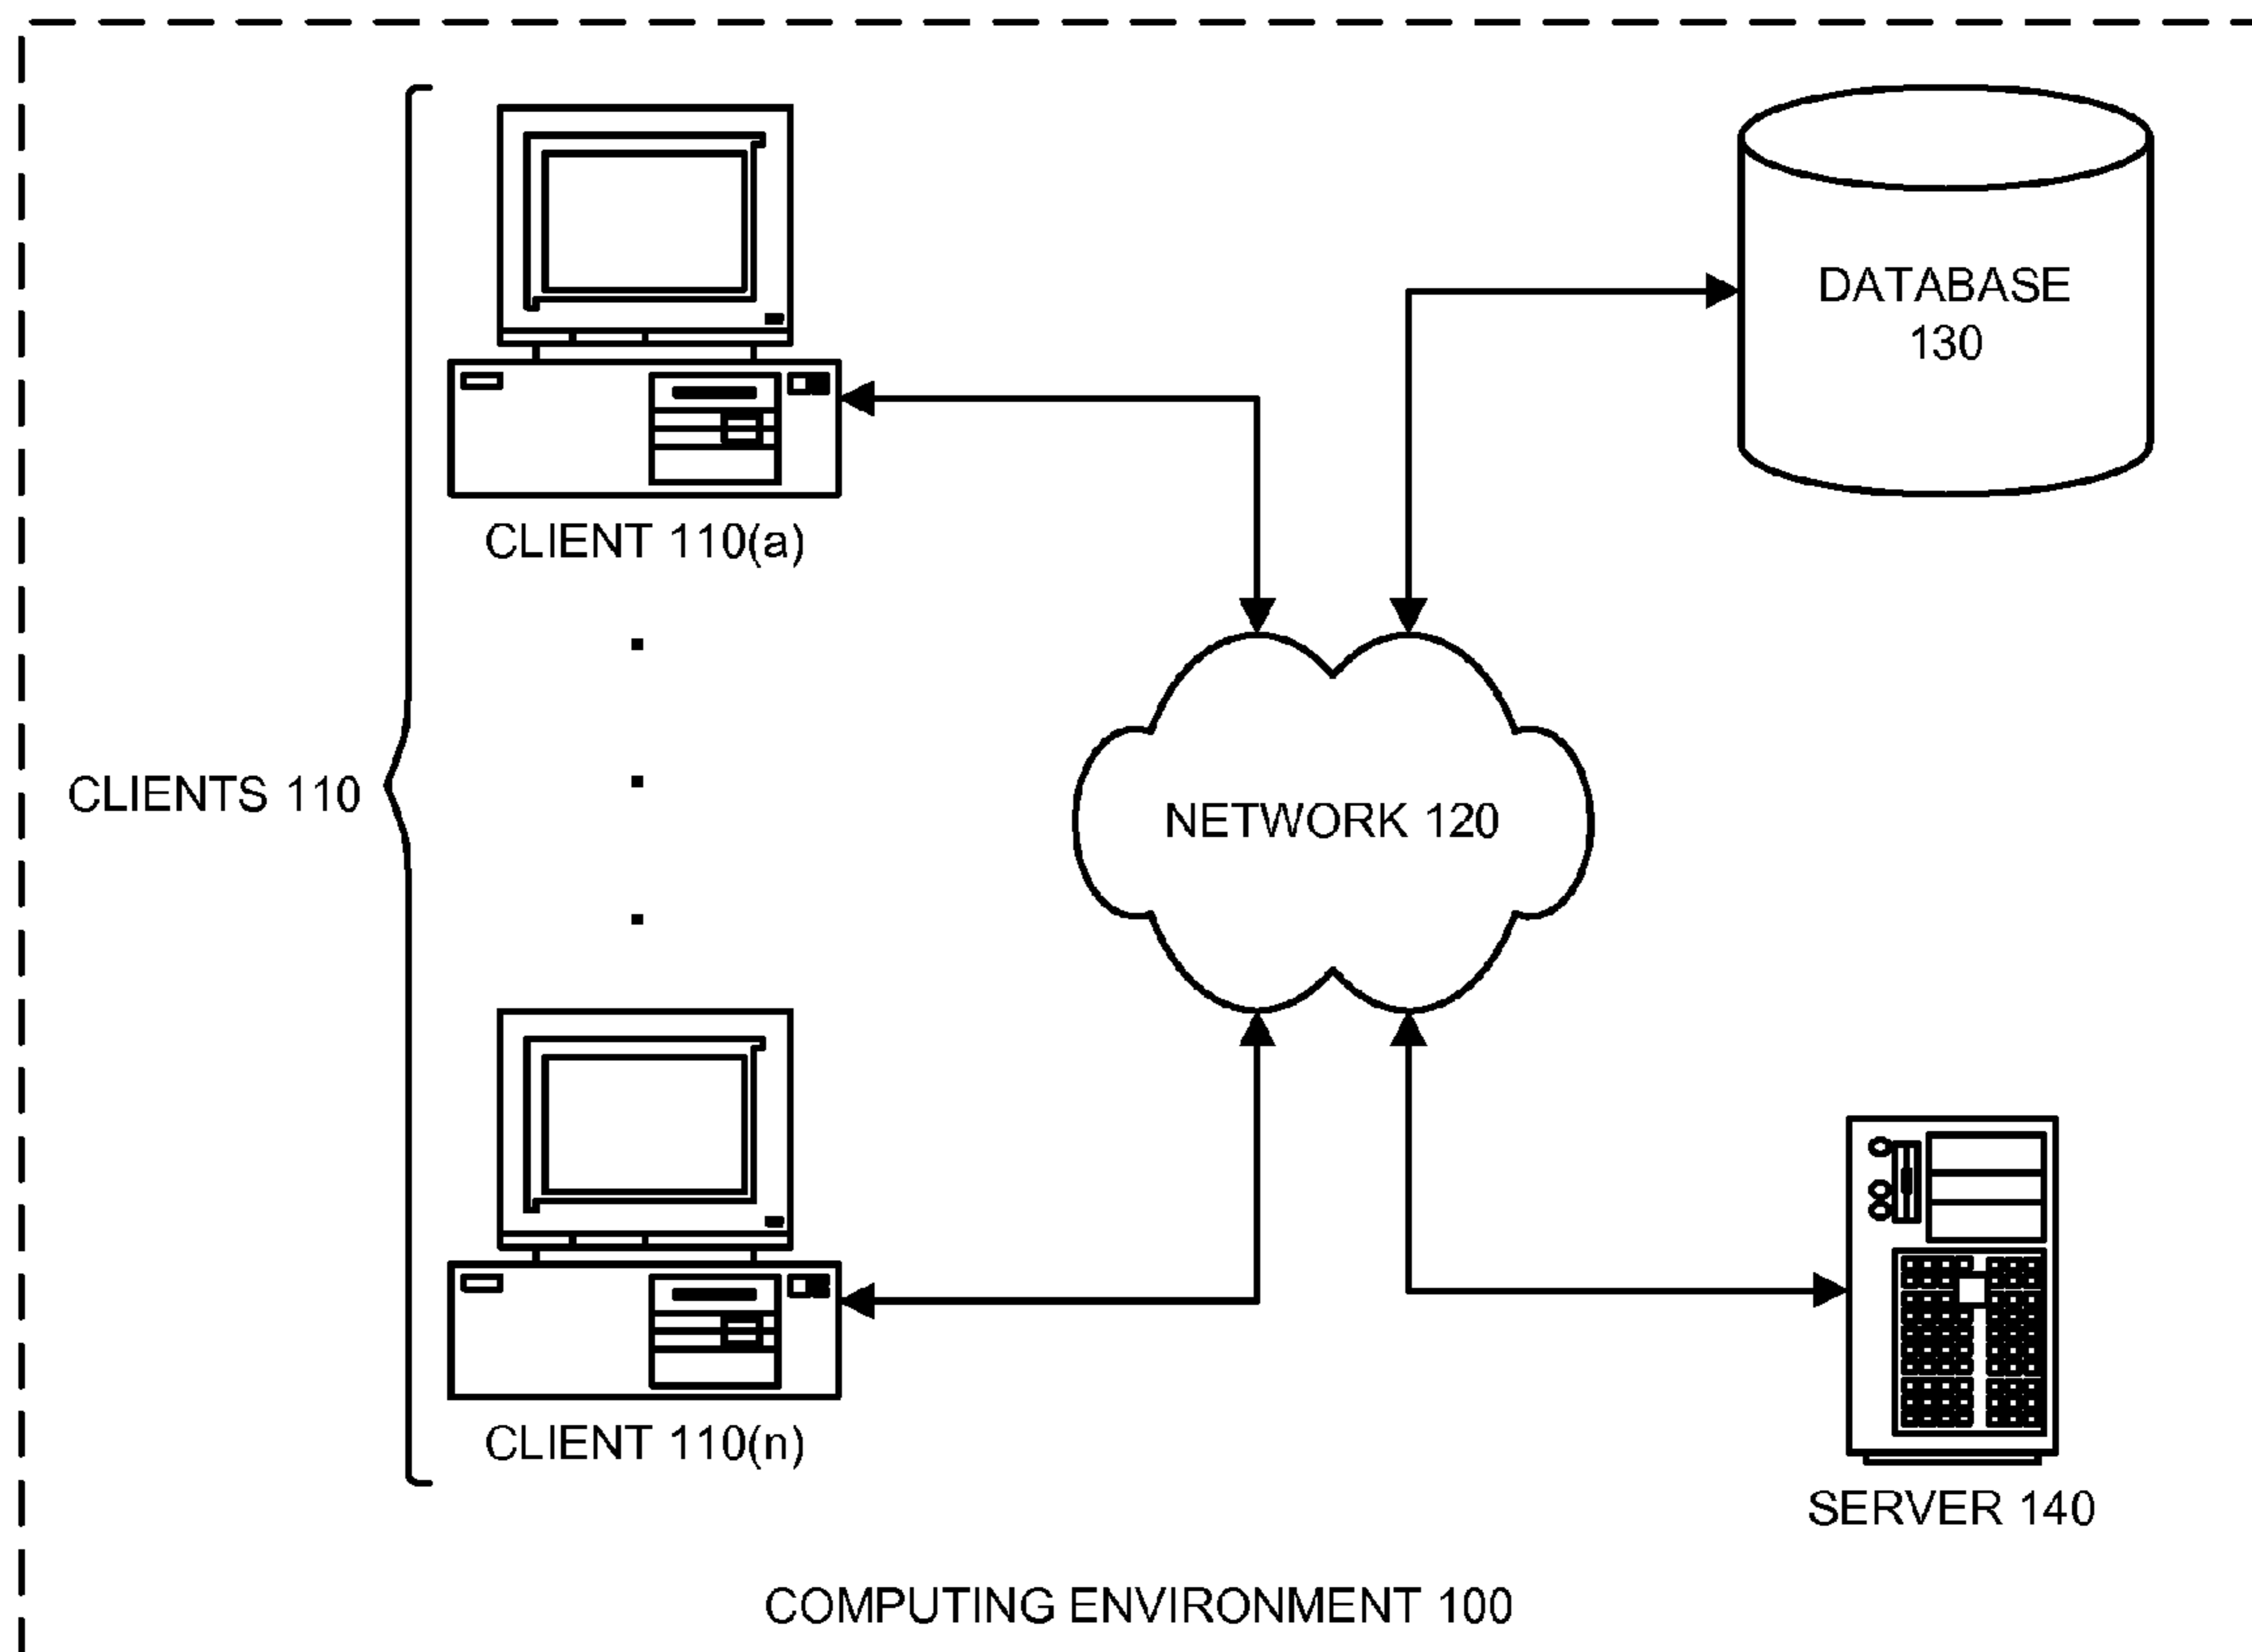 DATABASE
130
CLIENT 110(a)
CLIENTS 110
NETWORK 120
CLIENT 110(n)
SERVER 140
COMPUTING ENVIRONMENT 100